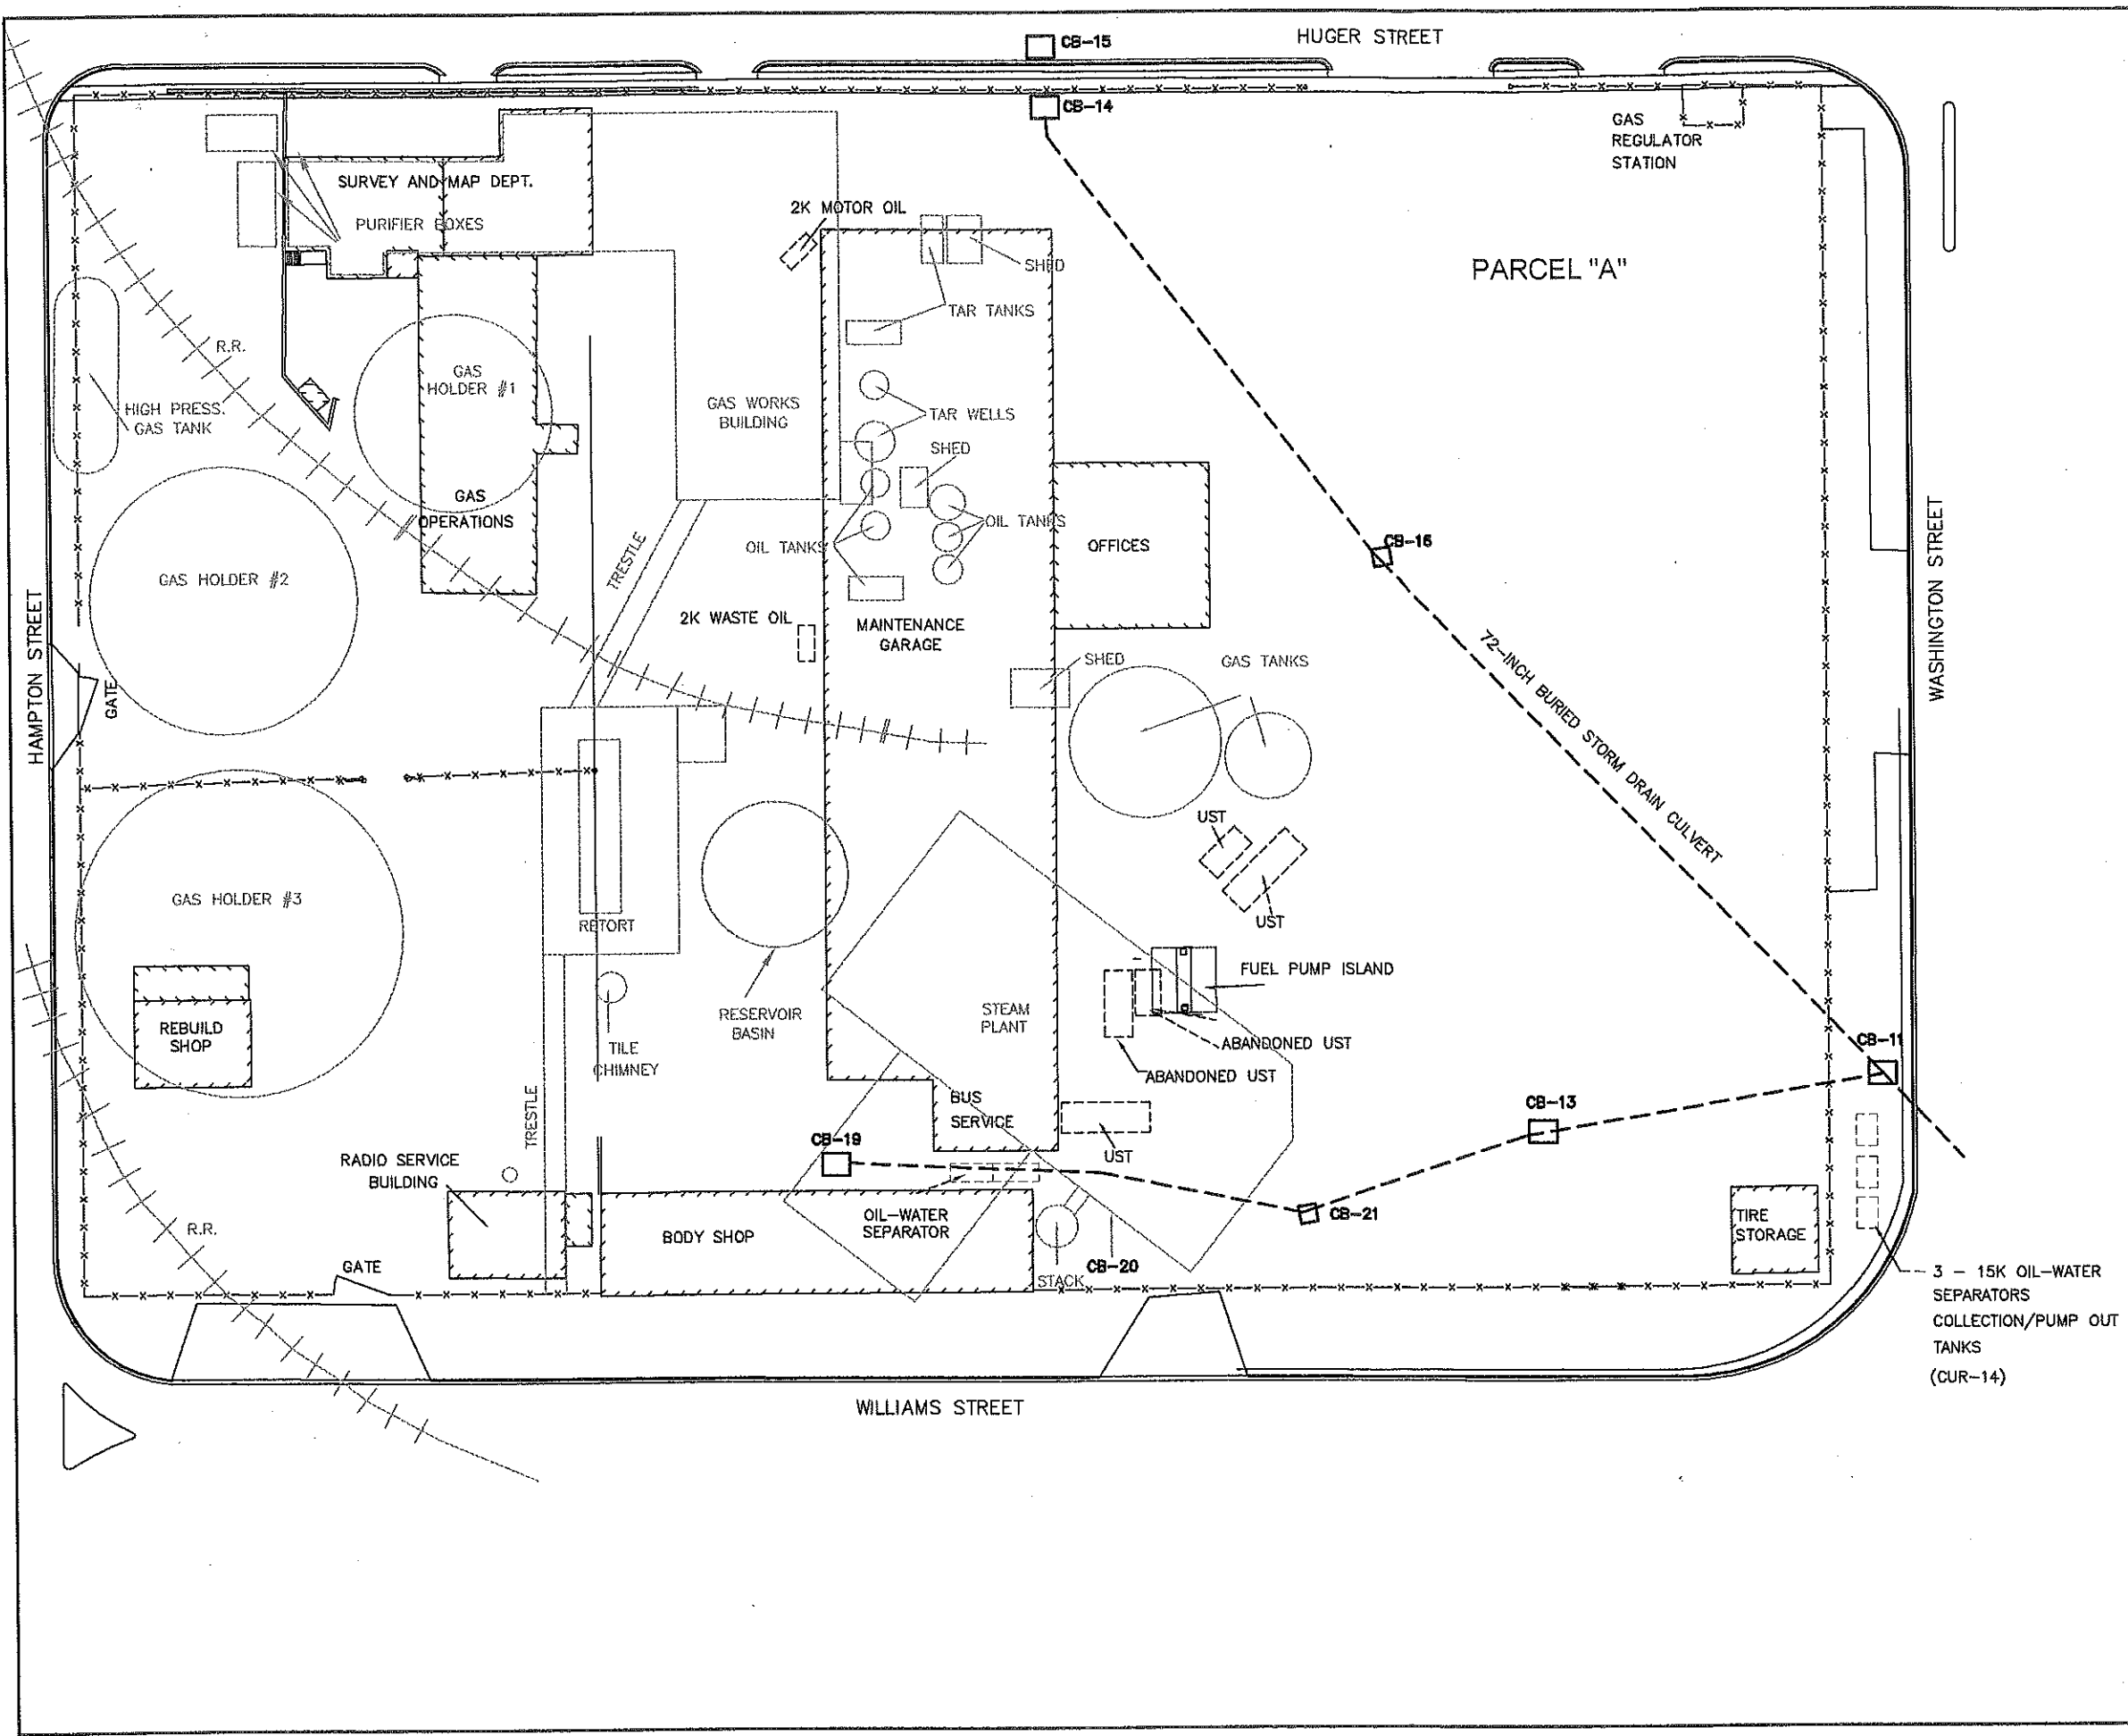 HUGER STREET
CB-15
CB-14
GAS
REGULATOR
STATION
SURVEY AND MAP DEPT.
PURIFIER BOXES
2K MOTOR OIL
SHED
TAR TANKS
PARCEL "A"
R.R.
HIGH PRESS.
GAS TANK
GAS
HOLDER #1
GAS WORKS
BUILDING
TAR WELLS
SHED
GAS
OPERATIONS
OIL TANKS
OIL TANKS
OFFICES
CB-16
TRESTLE
GAS HOLDER #2
2K WASTE OIL
MAINTENANCE
GARAGE
HAMPTON STREET
GATE
WASHINGTON STREET
SHED
GAS TANKS
72-INCH BURIED STORM DRAIN CULVERT
UST
UST
GAS HOLDER #3
RETORT
RESERVOIR
BASIN
STEAM
PLANT
FUEL PUMP ISLAND
ABANDONED UST
ABANDONED UST
REBUILD
SHOP
TILE
CHIMNEY
TRESTLE
BUS
SERVICE
UST
CB-11
CB-13
CB-19
CB-21
RADIO SERVICE
BUILDING
R.R.
BODY SHOP
OIL-WATER
SEPARATOR
STACK
CB-20
TIRE
STORAGE
GATE
3 - 15K OIL-WATER
SEPARATORS
COLLECTION/PUMP OUT
TANKS
(CUR-14)
WILLIAMS STREET